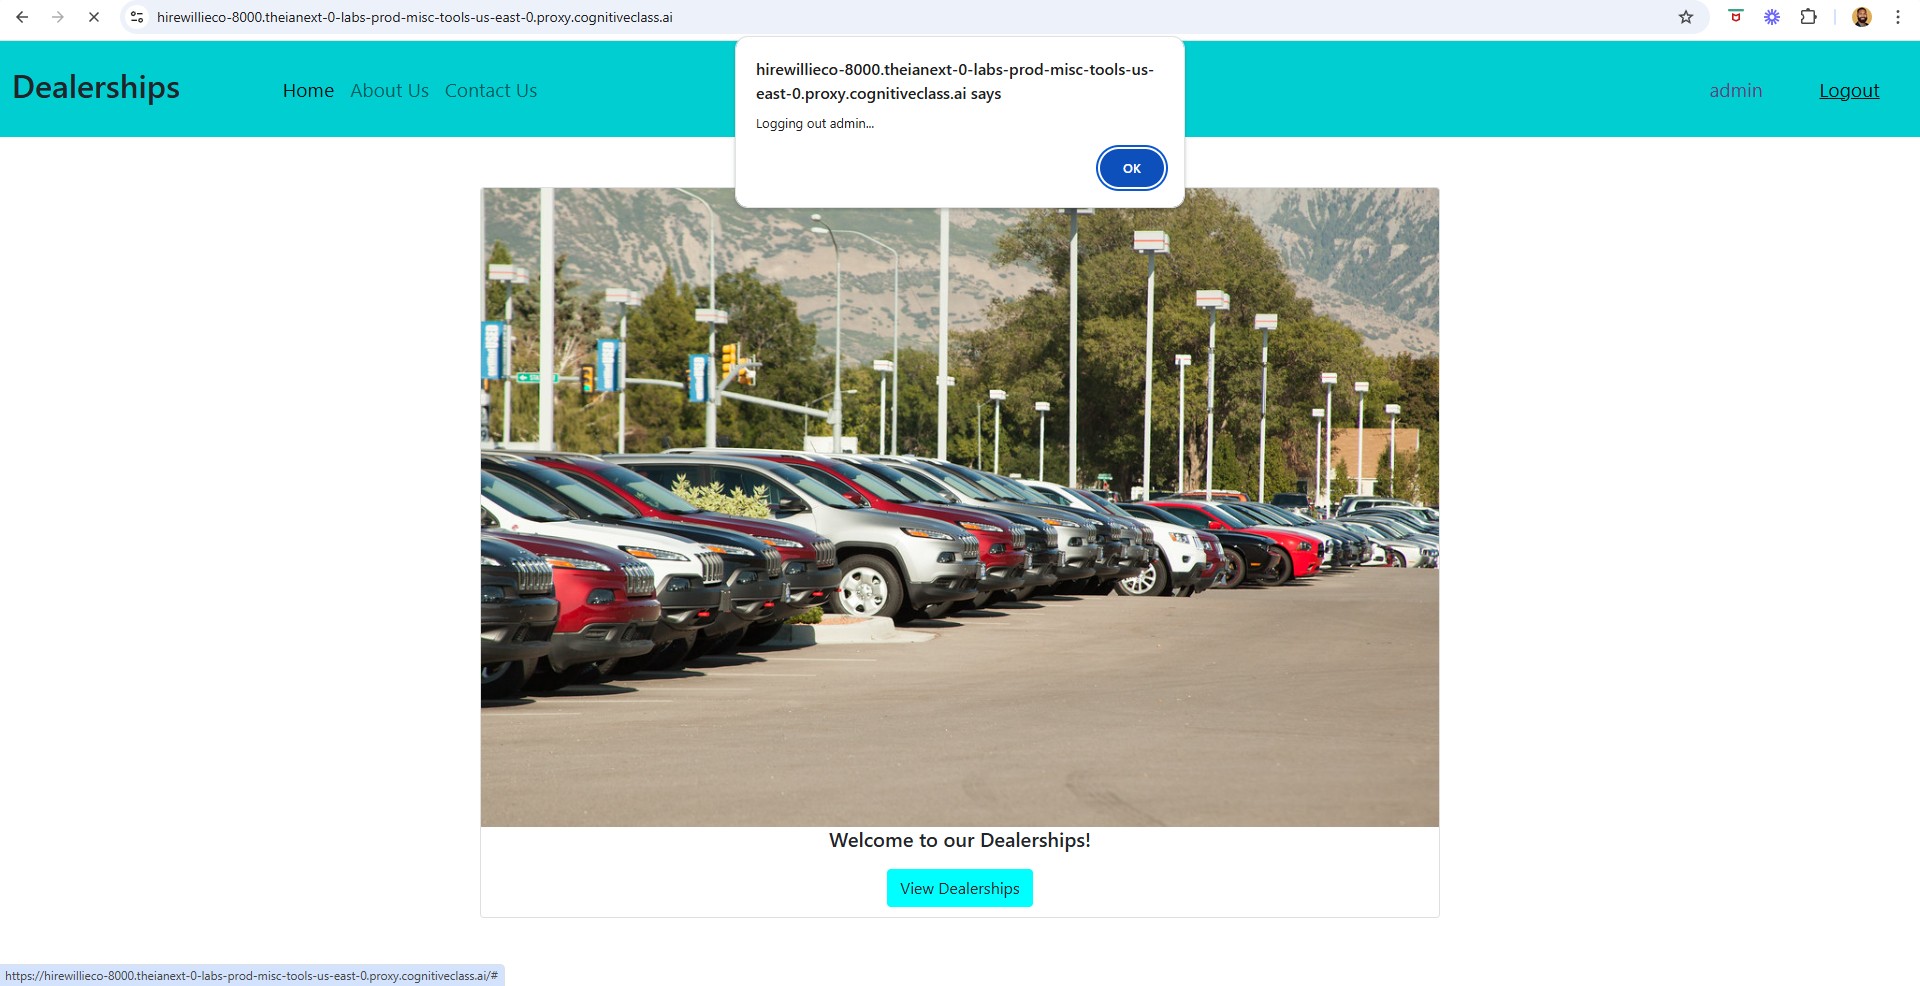 hirewillieco-8000.theianext-0-labs-prod-misc-tools-us-east-0.proxy.cognitiveclass.ai
hirewillieco-8000.theianext-0-labs-prod-misc-tools-us-
east-0.proxy.cognitiveclass.ai says
Logging out admin...
OK
Dealerships
Home
About Us
Contact Us
admin
Logout
Welcome to our Dealerships!
View Dealerships
https://hirewillieco-8000.theianext-0-labs-prod-misc-tools-us-east-0.proxy.cognitiveclass.ai/#